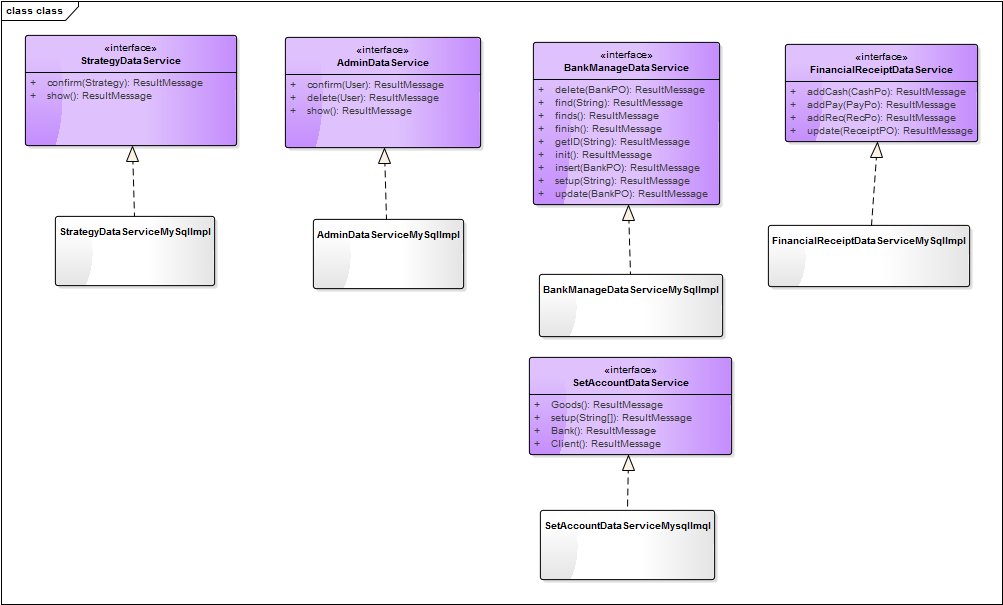 class class
«interface»
StrategyDataService
+ confirm(Strategy): ResultMessage
+ show(): ResultMessage
StrategyDataServiceMySqlImpl
«interface»
AdminDataService
+ confirm(User): ResultMessage
+ delete(User): ResultMessage
+ show(): ResultMessage
AdminDataServiceMySqlImpl
«interface»
BankManageDataService
+ delete(BankPO): ResultMessage
+ find(String): ResultMessage
+ finds(): ResultMessage
+ finish(): ResultMessage
+ getID(String): ResultMessage
+ init(): ResultMessage
+ insert(BankPO): ResultMessage
+ setup(String): ResultMessage
+ update(BankPO): ResultMessage
BankManageDataServiceMySqlImpl
«interface»
FinancialReceiptDataService
+ addCash(CashPo): ResultMessage
+ addPay(PayPo): ResultMessage
+ addRec(RecPo): ResultMessage
+ update(ReceiptPO): ResultMessage
FinancialReceiptDataServiceMySqlImpl
«interface»
SetAccountDataService
+ Goods(): ResultMessage
+ setup(String[]): ResultMessage
+ Bank(): ResultMessage
+ Client(): ResultMessage
SetAccountDataServiceMysqlImql